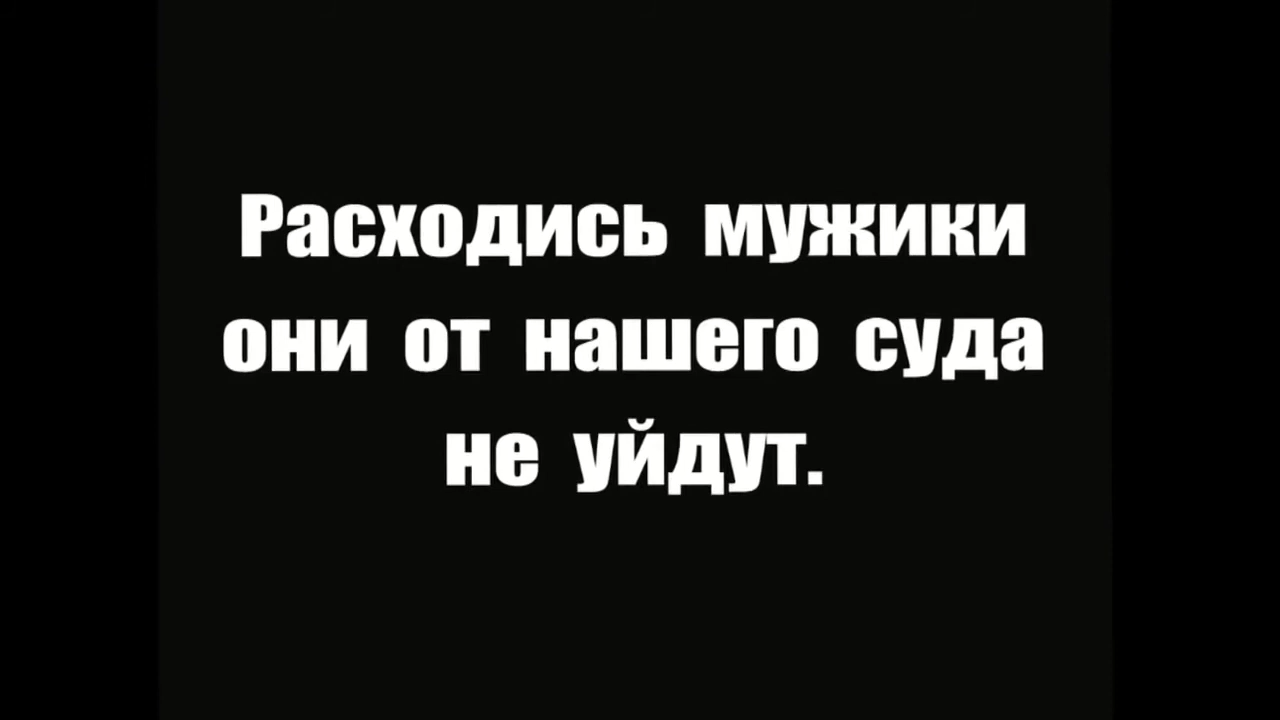 Расходись мужики
они от нашего суда
не уйдут.